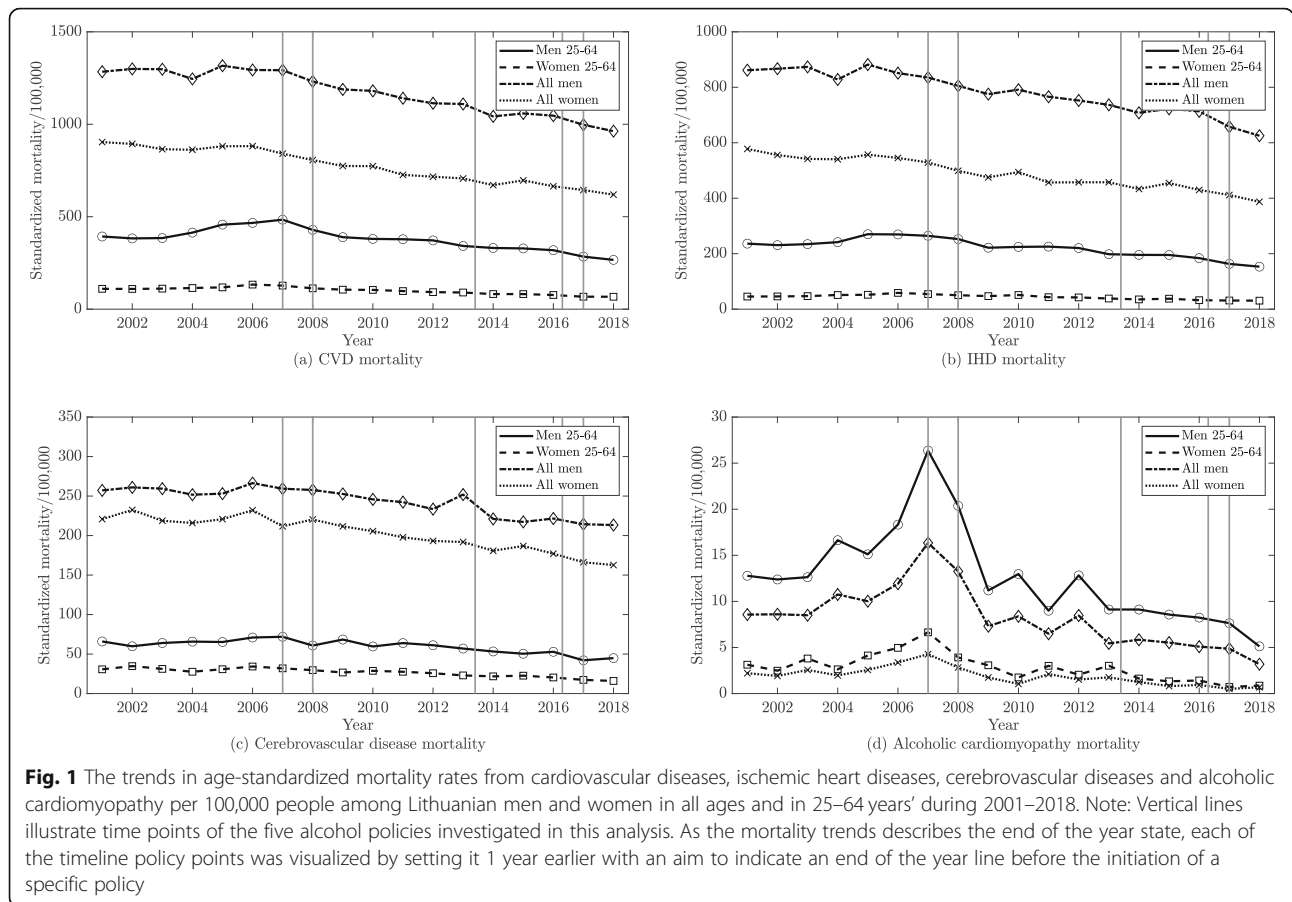 1500
1000
500
0
Standardized mortality/100,000
Men 25-64
Women 25-64
All men
All women
2002 2004 2006 2008 2010 2012 2014 2016 2018
Year
(a) CVD mortality
1000
800
600
400
200
0
Standardized mortality/100,000
Men 25-64
Women 25-64
All men
All women
2002 2004 2006 2008 2010 2012 2014 2016 2018
Year
(b) IHD mortality
350
300
250
200
150
100
50
0
Standardized mortality/100,000
Men 25-64
Women 25-64
All men
All women
2002 2004 2006 2008 2010 2012 2014 2016 2018
Year
(c) Cerebrovascular disease mortality
30
25
20
15
10
5
0
Standardized mortality/100,000
Men 25-64
Women 25-64
All men
All women
2002 2004 2006 2008 2010 2012 2014 2016 2018
Year
(d) Alcoholic cardiomyopathy mortality
Fig. 1 The trends in age-standardized mortality rates from cardiovascular diseases, ischemic heart diseases, cerebrovascular diseases and alcoholic
cardiomyopathy per 100,000 people among Lithuanian men and women in all ages and in 25–64 years' during 2001–2018. Note: Vertical lines
illustrate time points of the five alcohol policies investigated in this analysis. As the mortality trends describes the end of the year state, each of
the timeline policy points was visualized by setting it 1 year earlier with an aim to indicate an end of the year line before the initiation of a
specific policy